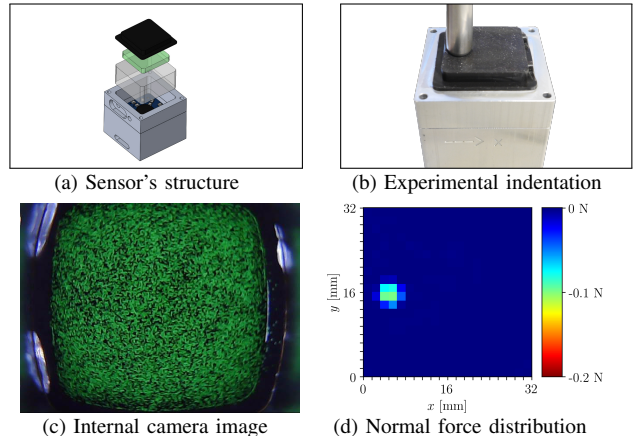 (a) Sensor's structure
(b) Experimental indentation
x
(c) Internal camera image
32
16
0
y [mm]
0
16
32
x [mm]
0 N
-0.1 N
-0.2 N
(d) Normal force distribution